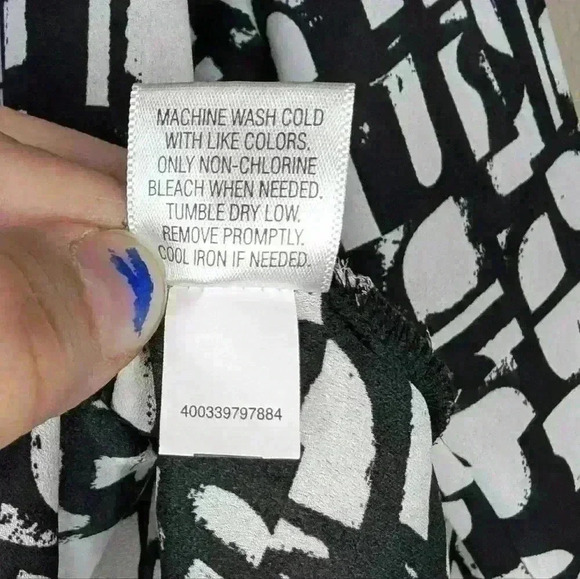 MACHINE WASH COLD
WITH LIKE COLORS.
ONLY NON-CHLORINE
BLEACH WHEN NEEDED.
TUMBLE DRY LOW.
REMOVE PROMPTLY.
COOL IRON IF NEEDED.
400339797884